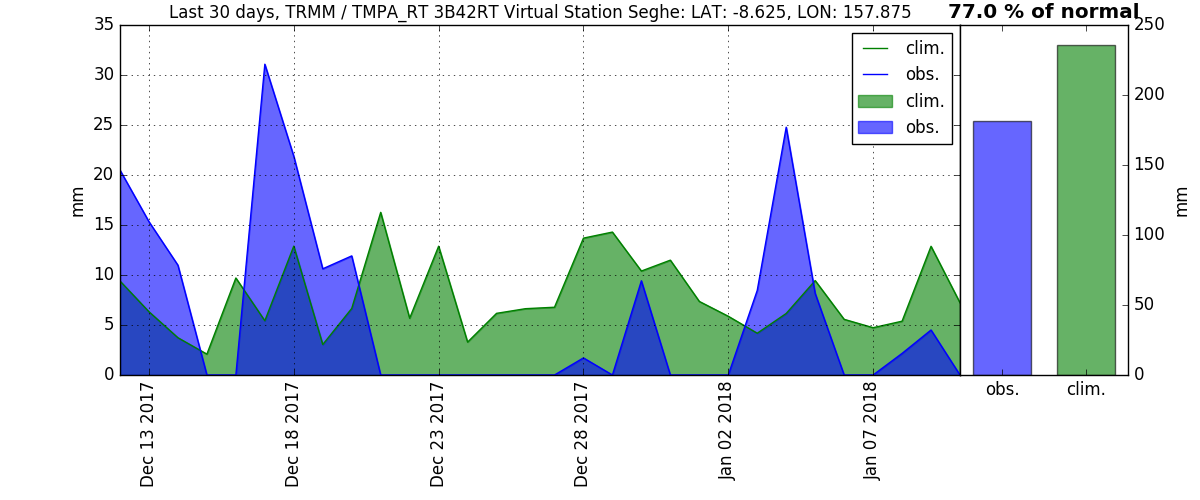 Last 30 days, TRMM / TMPA_RT 3B42RT Virtual Station Seghe: LAT: -8.625, LON: 157.875
77.0 % of normal
35
30
25
20
15
10
5
0
mm
clim.
obs.
clim.
obs.
Dec 13 2017
Dec 18 2017
Dec 23 2017
Dec 28 2017
Jan 02 2018
Jan 07 2018
250
200
150
100
50
0
mm
obs.
clim.